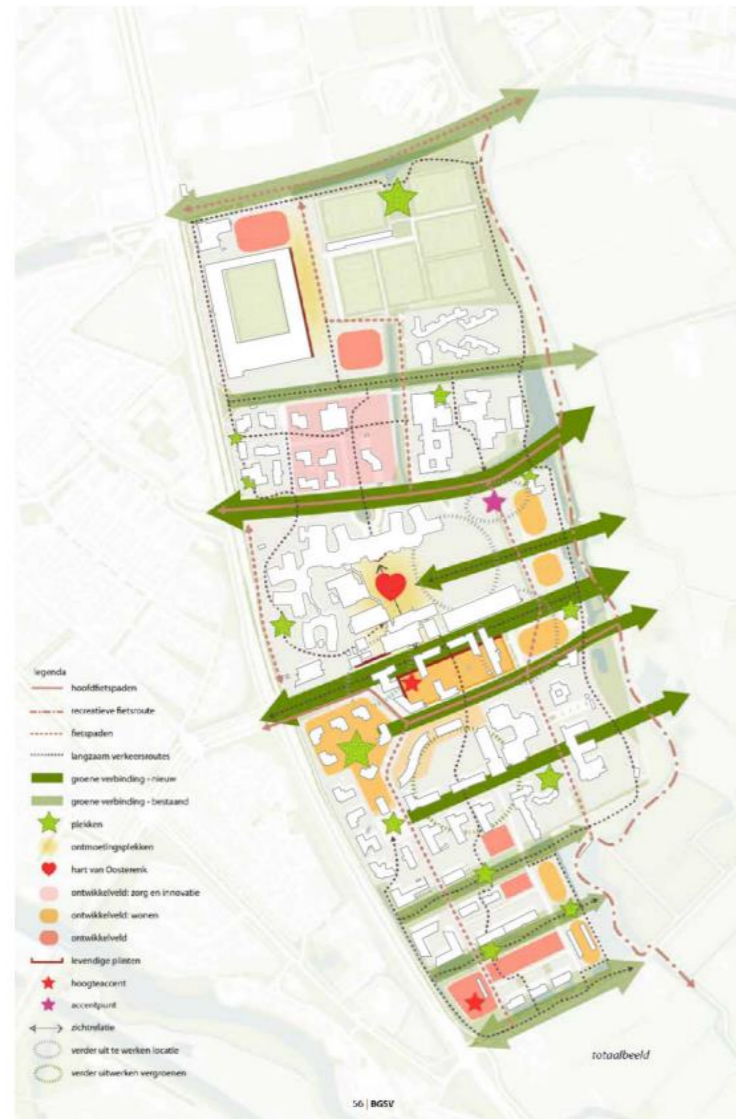 legenda
hoofdfietspaden
recreatieve fietsroute
fietspaden
langzaam verkeersroutes
groene verbinding - nieuw
groene verbinding - bestaand
plekken
ontmoetingsplekken
hart van Oosterenk
ontwikkelveld: zorg en innovatie
ontwikkelveld: wonen
ontwikkelveld
levendige plinten
hoogteaccent
accentpunt
zichtrelatie
verder uit te werken locatie
verder uitwerken vergroenen
totaalbeeld
56 | BGSV